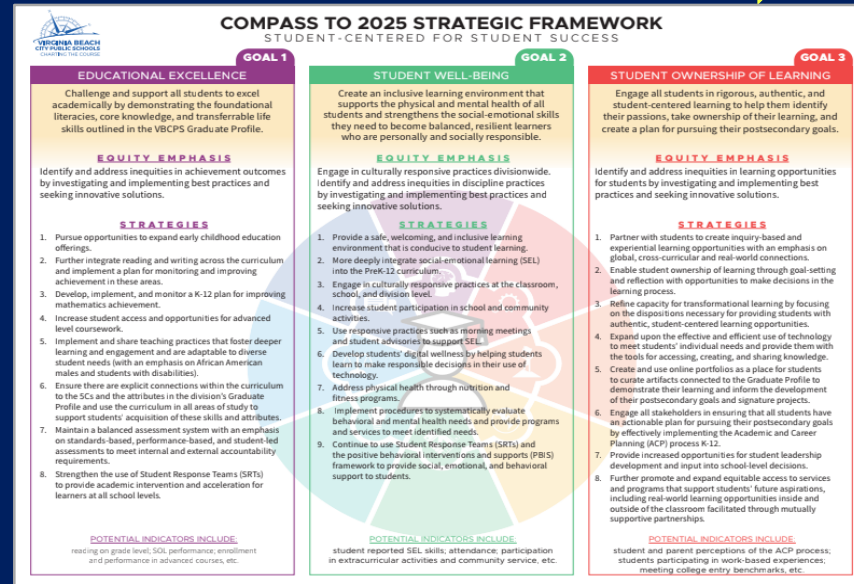 VIRGINIA BEACH
CITY PUBLIC SCHOOLS
CHARTING THE COURSE
COMPASS TO 2025 STRATEGIC FRAMEWORK
STUDENT-CENTERED FOR STUDENT SUCCESS
GOAL 1
EDUCATIONAL EXCELLENCE
Challenge and support all students to excel
academically by demonstrating the foundational
literacies, core knowledge, and transferrable life
skills outlined in the VBCPS Graduate Profile.
EQUITY EMPHASIS
Identify and address inequities in achievement outcomes
by investigating and implementing best practices and
seeking innovative solutions.
STRATEGIES
1. Pursue opportunities to expand early childhood education
offerings.
2. Further integrate reading and writing across the curriculum
and implement a plan for monitoring and improving
achievement in these areas.
3. Develop, implement, and monitor a K-12 plan for improving
mathematics achievement.
4. Increase student access and opportunities for advanced
level coursework.
5. Implement and share teaching practices that foster deeper
learning and engagement and are adaptable to diverse
student needs (with an emphasis on African American
males and students with disabilities).
6. Ensure there are explicit connections within the curriculum
to the 5Cs and the attributes in the division's Graduate
Profile and use the curriculum in all areas of study to
support students' acquisition of these skills and attributes.
7. Maintain a balanced assessment system with an emphasis
on standards-based, performance-based, and student-led
assessments to meet internal and external accountability
requirements.
8. Strengthen the use of Student Response Teams (SRTs)
to provide academic intervention and acceleration for
learners at all school levels.
POTENTIAL INDICATORS INCLUDE:
reading on grade level; SOL performance; enrollment
and performance in advanced courses, etc.
GOAL 2
STUDENT WELL-BEING
Create an inclusive learning environment that
supports the physical and mental health of all
students and strengthens the social-emotional skills
they need to become balanced, resilient learners
who are personally and socially responsible.
EQUITY EMPHASIS
Engage in culturally responsive practices divisionwide.
Identify and address inequities in discipline practices
by investigating and implementing best practices and
seeking innovative solutions.
STRATEGIES
1. Provide a safe, welcoming, and inclusive learning
environment that is conducive to student learning.
2. More deeply integrate social-emotional learning (SEL)
into the PreK-12 curriculum.
3. Engage in culturally responsive practices at the classroom,
school, and division level.
4. Increase student participation in school and community
activities.
5. Use responsive practices such as morning meetings
and student advisories to support SEL.
6. Develop students' digital wellness by helping students
learn to make responsible decisions in their use of
technology.
7. Address physical health through nutrition and
fitness programs.
8. Implement procedures to systematically evaluate
behavioral and mental health needs and provide programs
and services to meet identified needs.
9. Continue to use Student Response Teams (SRTs) and
the positive behavioral interventions and supports (PBIS)
framework to provide social, emotional, and behavioral
support to students.
POTENTIAL INDICATORS INCLUDE:
student reported SEL skills; attendance; participation
in extracurricular activities and community service, etc.
GOAL 3
STUDENT OWNERSHIP OF LEARNING
Engage all students in rigorous, authentic, and
student-centered learning to help them identify
their passions, take ownership of their learning, and
create a plan for pursuing their postsecondary goals.
EQUITY EMPHASIS
Identify and address inequities in learning opportunities
for students by investigating and implementing best
practices and seeking innovative solutions.
STRATEGIES
1. Partner with students to create inquiry-based and
experiential learning opportunities with an emphasis on
global, cross-curricular and real-world connections.
2. Enable student ownership of learning through goal-setting
and reflection with opportunities to make decisions in the
learning process.
3. Refine capacity for transformational learning by focusing
on the dispositions necessary for providing students with
authentic, student-centered learning opportunities.
4. Expand upon the effective and efficient use of technology
to meet students' individual needs and provide them with
the tools for accessing, creating, and sharing knowledge.
5. Create and use online portfolios as a place for students
to curate artifacts connected to the Graduate Profile to
demonstrate their learning and inform the development
of their postsecondary goals and signature projects.
6. Engage all stakeholders in ensuring that all students have
an actionable plan for pursuing their postsecondary goals
by effectively implementing the Academic and Career
Planning (ACP) process K-12.
7. Provide increased opportunities for student leadership
development and input into school-level decisions.
8. Further promote and expand equitable access to services
and programs that support students' future aspirations,
including real-world learning opportunities inside and
outside of the classroom facilitated through mutually
supportive partnerships.
POTENTIAL INDICATORS INCLUDE:
student and parent perceptions of the ACP process;
students participating in work-based experiences;
meeting college entry benchmarks, etc.